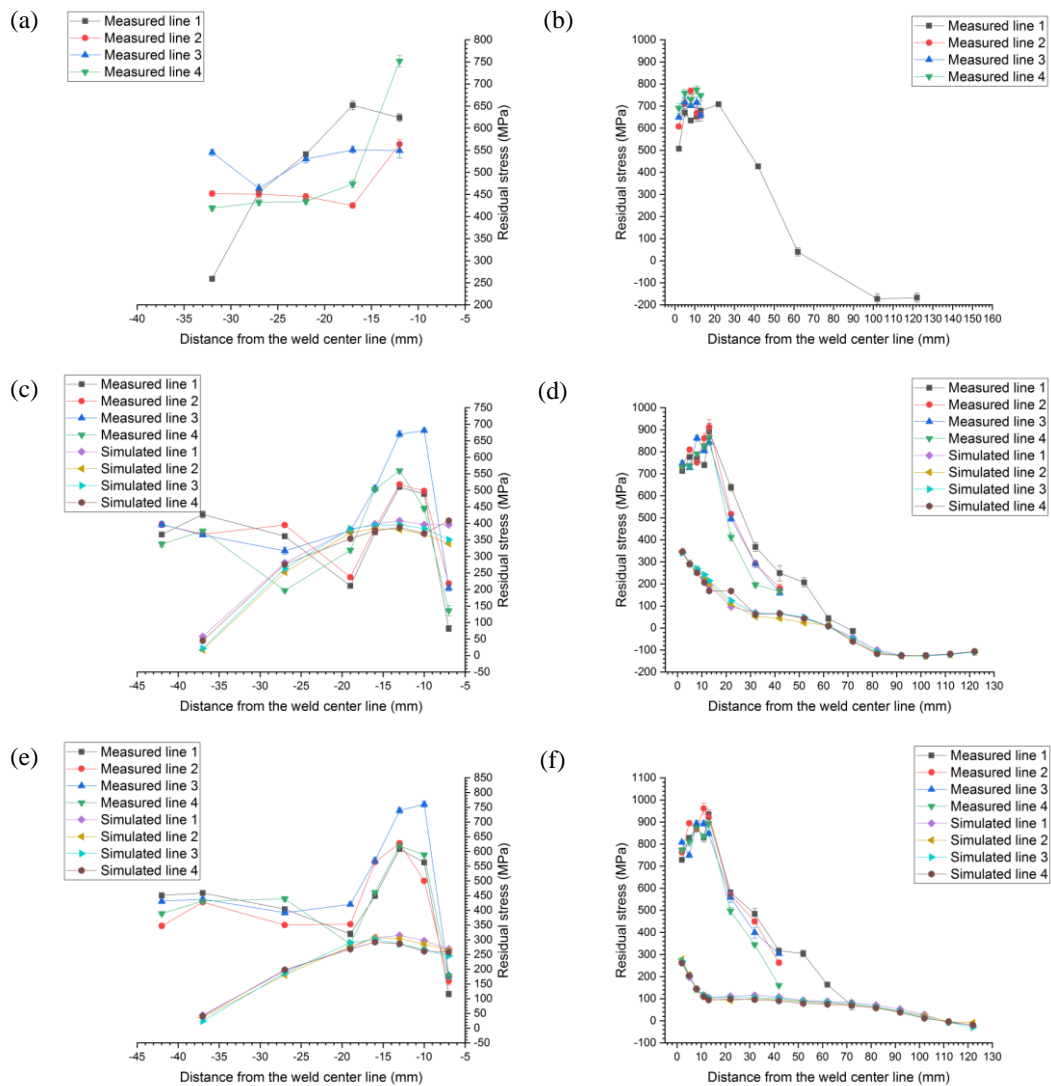 (a)
Measured line 1
Measured line 2
Measured line 3
Measured line 4
800
750
700
650
600
550
500
450
400
350
300
250
200
Residual stress (MPa)
-40 -35 -30 -25 -20 -15 -10 -5
Distance from the weld center line (mm)
(b)
Measured line 1
Measured line 2
Measured line 3
Measured line 4
1000
900
800
700
600
500
400
300
200
100
0
-100
-200
Residual stress (MPa)
0 10 20 30 40 50 60 70 80 90 100 110 120 130 140 150 160
Distance from the weld center line (mm)
(c)
Measured line 1
Measured line 2
Measured line 3
Measured line 4
Simulated line 1
Simulated line 2
Simulated line 3
Simulated line 4
750
700
650
600
550
500
450
400
350
300
250
200
150
100
50
0
-50
Residual stress (MPa)
-45 -40 -35 -30 -25 -20 -15 -10 -5
Distance from the weld center line (mm)
(d)
Measured line 1
Measured line 2
Measured line 3
Measured line 4
Simulated line 1
Simulated line 2
Simulated line 3
Simulated line 4
1000
900
800
700
600
500
400
300
200
100
0
-100
-200
Residual stress (MPa)
0 10 20 30 40 50 60 70 80 90 100 110 120 130
Distance from the weld center line (mm)
(e)
Measured line 1
Measured line 2
Measured line 3
Measured line 4
Simulated line 1
Simulated line 2
Simulated line 3
Simulated line 4
850
800
750
700
650
600
550
500
450
400
350
300
250
200
150
100
50
0
-50
Residual stress (MPa)
-45 -40 -35 -30 -25 -20 -15 -10 -5
Distance from the weld center line (mm)
(f)
Measured line 1
Measured line 2
Measured line 3
Measured line 4
Simulated line 1
Simulated line 2
Simulated line 3
Simulated line 4
1100
1000
900
800
700
600
500
400
300
200
100
0
-100
Residual stress (MPa)
0 10 20 30 40 50 60 70 80 90 100 110 120 130
Distance from the weld center line (mm)